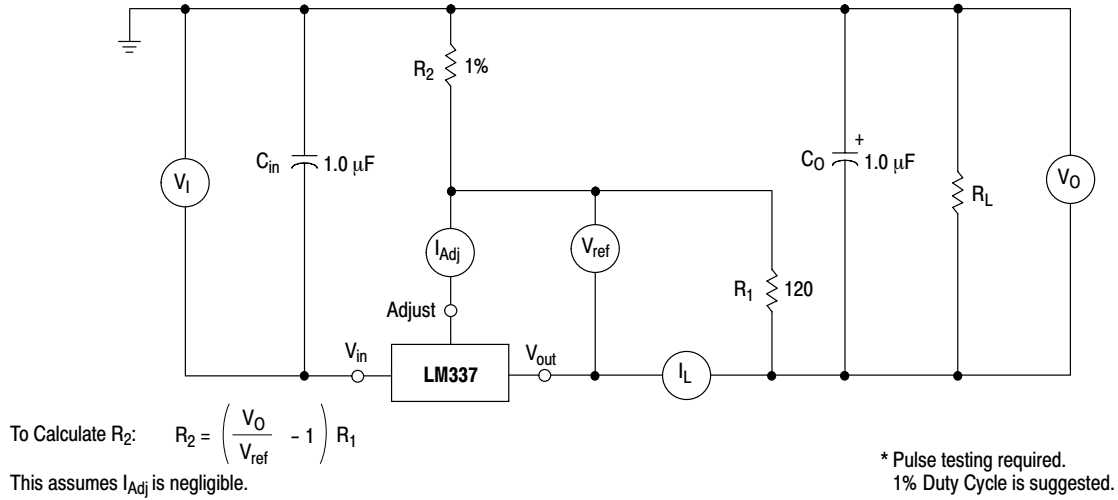 R2 1%
Cin 1.0 μF
CO + 1.0 μF
VI
RL
VO
IAdj
Vref
R1 120
Adjust
Vin
LM337
Vout
IL
To Calculate R2: R2 = (VO/Vref - 1) R1
This assumes IAdj is negligible.
* Pulse testing required.
1% Duty Cycle is suggested.